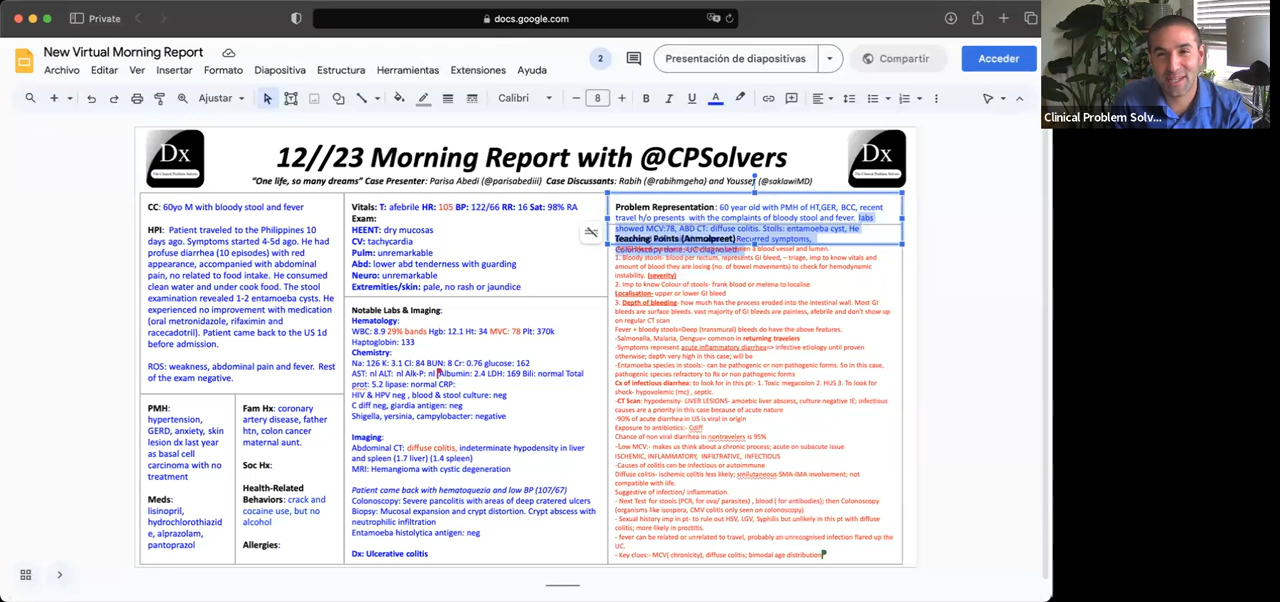 Private
docs.google.com
New Virtual Morning Report
Archivo Editar Ver Insertar Formato Diapositiva Estructura Herramientas Extensiones Ayuda
2
Presentación de diapositivas
Compartir
Acceder
Ajustar
Calibri
8
Clinical Problem Solv...
Dx
The Clinical Problem Solvers
12//23 Morning Report with @CPSolvers
"One life, so many dreams" Case Presenter: Parisa Abedi (@parisabediii) Case Discussants: Rabih (@rabihmgeha) and Youssef (@saklawiMD)
Dx
The Clinical Problem Solvers
CC: 60yo M with bloody stool and fever
HPI: Patient traveled to the Philipines 10
days ago. Symptoms started 4-5d ago. He had
profuse diarrhea (10 episodes) with red
appearance, accompanied with abdominal
pain, no related to food intake. He consumed
clean water and under cook food. The stool
examination revealed 1-2 entamoeba cysts. He
experienced no improvement with medication
(oral metronidazole, rifaximin and
racecadotril). Patient came back to the US 1d
before admission.
ROS: weakness, abdominal pain and fever. Rest
of the exam negative.
PMH:
hypertension,
GERD, anxiety, skin
lesion dx last year
as basal cell
carcinoma with no
treatment
Meds:
lisinopril,
hydrochlorothiazid
e, alprazolam,
pantoprazol
Fam Hx: coronary
artery disease, father
htn, colon cancer
maternal aunt.
Soc Hx:
Health-Related
Behaviors: crack and
cocaine use, but no
alcohol
Allergies:
Vitals: T: afebrile HR: 105 BP: 122/66 RR: 16 Sat: 98% RA
Exam:
HEENT: dry mucosas
CV: tachycardia
Pulm: unremarkable
Abd: lower abd tenderness with guarding
Neuro: unremarkable
Extremities/skin: pale, no rash or jaundice
Notable Labs & Imaging:
Hematology:
WBC: 8.9 29% bands Hgb: 12.1 Ht: 34 MVC: 78 Plt: 370k
Haptoglobin: 133
Chemistry:
Na: 126 K: 3.1 Cl: 84 BUN: 8 Cr: 0.76 glucose: 162
AST: nl ALT: nl Alk-P: nl Albumin: 2.4 LDH: 169 Bili: normal Total
prot: 5.2 lipase: normal CRP:
HIV & HPV neg , blood & stool culture: neg
C diff neg, giardia antigen: neg
Shigella, yersinia, campylobacter: negative
Imaging:
Abdominal CT: diffuse colitis, indeterminate hypodensity in liver
and spleen (1.7 liver) (1.4 spleen)
MRI: Hemangioma with cystic degeneration
Patient came back with hematoquezia and low BP (107/67)
Colonoscopy: Severe pancolitis with areas of deep cratered ulcers
Biopsy: Mucosal expansion and crypt distortion. Crypt abscess with
neutrophilic infiltration
Entamoeba histolytica antigen: neg
Dx: Ulcerative colitis
Problem Representation: 60 year old with PMH of HT,GER, BCC, recent
travel h/o presents with the complaints of bloody stool and fever. labs
showed MCV:78, ABD CT: diffuse colitis. Stolls: entamoeba cyst, He
Teaching Points (Anmolpreet) Recurred symptoms,
Colonoscopy done: UC diagnosed.
1. Bloody stools- blood per rectum, represents GI bleed, – triage, imp to know vitals and
amount of blood they are losing (no. of bowel movements) to check for hemodynamic
instability. (severity)
2. Imp to know Colour of stools- frank blood or melena to localise
Localisation- upper or lower GI bleed
3. Depth of bleeding- how much has the process eroded into the intestinal wall. Most GI
bleeds are surface bleeds. vast majority of GI bleeds are painless, afebrile and don't show up
on regular CT scan
Fever + bloody stools=Deep (transmural) bleeds do have the above features.
-Salmonella, Malaria, Dengue= common in returning travelers
-Symptoms represent acute inflammatory diarrhea=> infective etiology until proven
otherwise; depth very high in this case; will be
-Entamoeba species in stools- can be pathogenic or non pathogenic forms. So in this case,
pathogenic species refractory to Rx or non pathogenic forms
Cx of infectious diarrhea: to look for in this pt:- 1. Toxic megacolon 2. HUS 3. To look for
shock- hypovolemic (mc) , septic.
-CT Scan: hypodensity- LIVER LESIONS- amoebic liver abscess, culture negative IE; infectious
causes are a priority in this case because of acute nature
-90% of acute diarrhea in US is viral in origin
Exposure to antibiotics:- Cdiff
Chance of non viral diarrhea in nontravelers is 95%
-Low MCV:- makes us think about a chronic process; acute on subacute issue
ISCHEMIC, INFLAMMATORY, INFILTRATIVE, INFECTIOUS
-Causes of colitis can be infectious or autoimmune
Diffuse colitis- ischemic colitis less likely; smilutaneous SMA-IMA involvement; not
compatible with life.
Suggestive of infection/ inflammation.
- Next Test for stools (PCR, for ova/ parasites) , blood ( for antibodies); then Colonoscopy
(organisms like isospora, CMV colitis only seen on colonoscopy)
- Sexual history imp in pt- to rule out HSV, LGV, Syphilis but unlikely in this pt with diffuse
colitis; more likely in proctitis.
- fever can be related or unrelated to travel, probably an unrecognised infection flared up the
UC.
- Key clues:- MCV( chronicity), diffuse colitis; bimodal age distribution